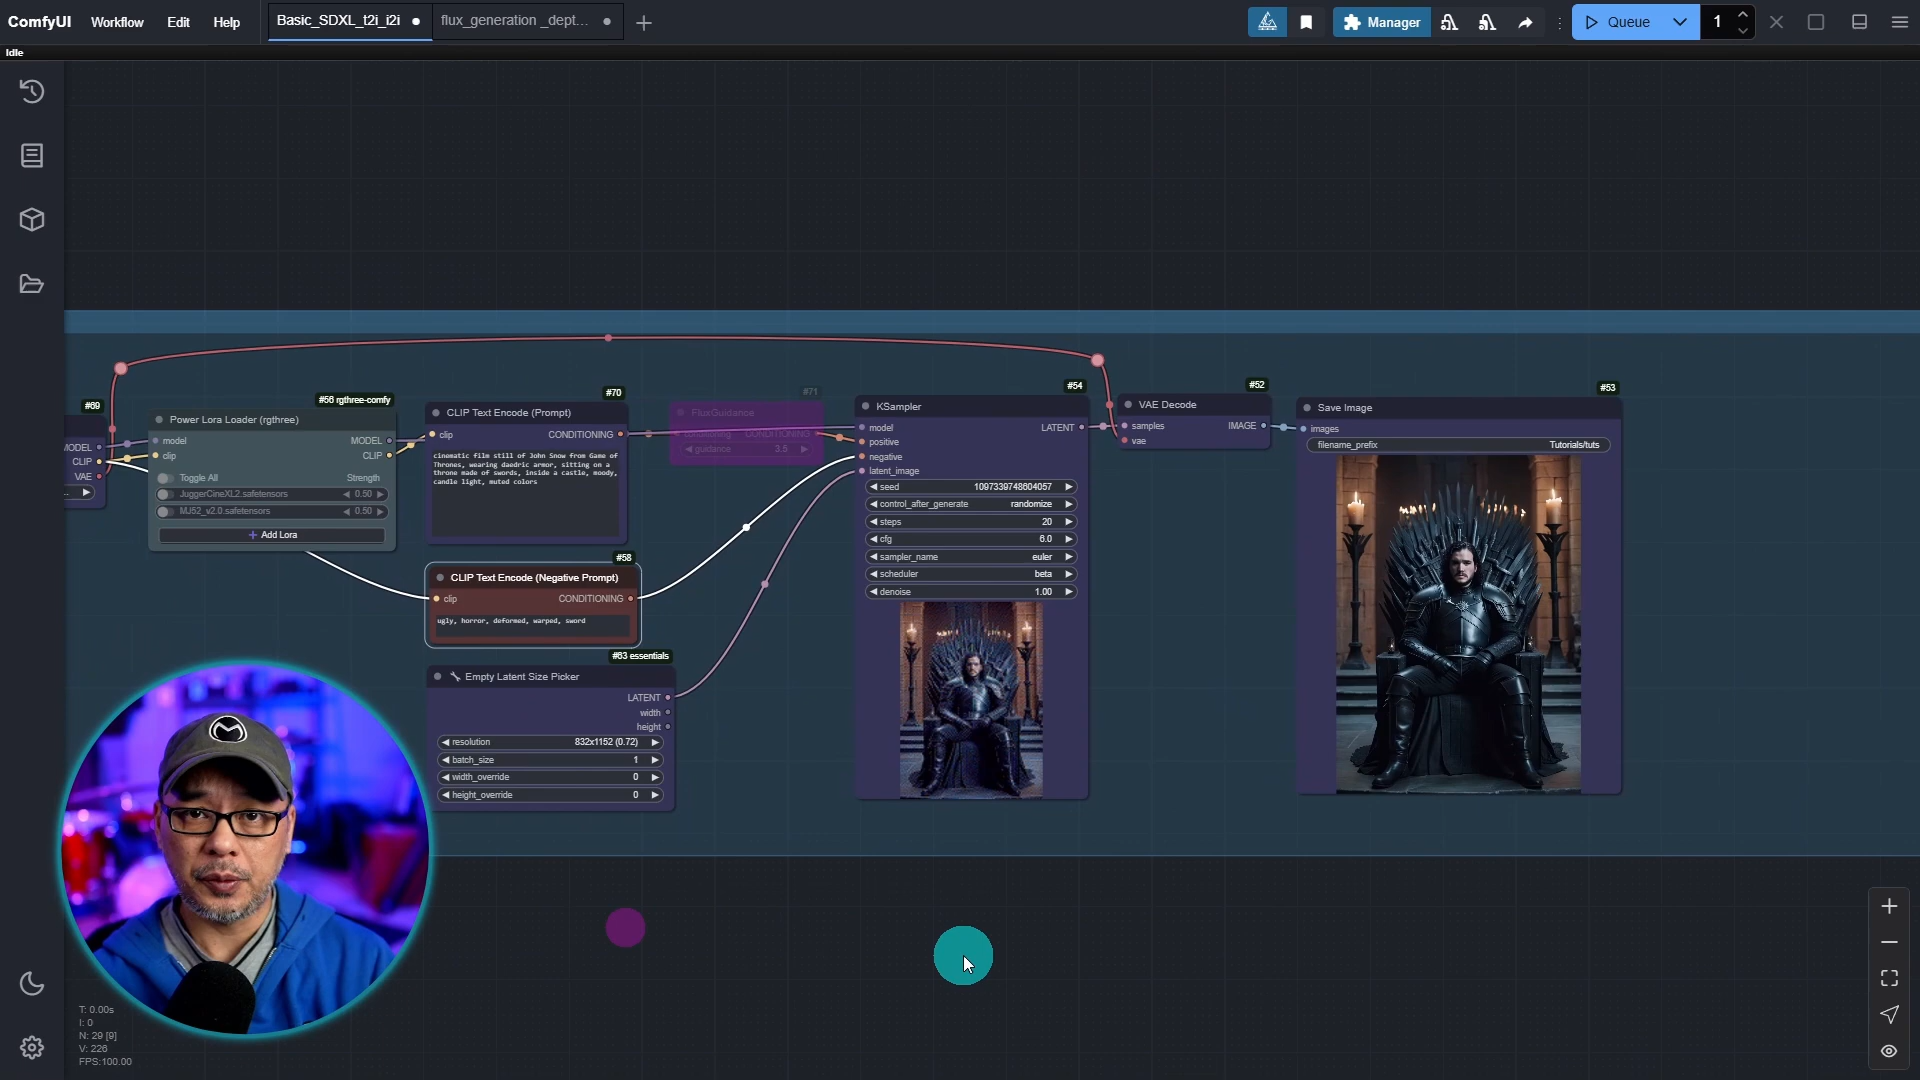 ComfyUI
Workflow
Edit
Help
Basic_SDXL_t2i_i2i
flux_generation _dept...
Manager
Queue
1
Idle
#69
MODEL
CLIP
VAE
...
#56 rgthree-comfy
Power Lora Loader (rgthree)
model MODEL
clip CLIP
Toggle All Strength
JuggerCineXL2.safetensors 0.50
MJ52_v2.0.safetensors 0.50
+ Add Lora
#70
CLIP Text Encode (Prompt)
clip CONDITIONING
cinematic film still of John Snow from Game of
Thrones, wearing daedric armor, sitting on a
throne made of swords, inside a castle, moody,
candle light, muted colors
#58
CLIP Text Encode (Negative Prompt)
clip CONDITIONING
ugly, horror, deformed, warped, sword
#63 essentials
Empty Latent Size Picker
LATENT
width
height
resolution 832x1152 (0.72)
batch_size 1
width_override 0
height_override 0
#71
FluxGuidance
conditioning CONDITIONING
guidance 3.5
#54
KSampler
model LATENT
positive
negative
latent_image
seed 1097339748604057
control_after_generate randomize
steps 20
cfg 6.0
sampler_name euler
scheduler beta
denoise 1.00
#52
VAE Decode
samples IMAGE
vae
#53
Save Image
images
filename_prefix Tutorials/tuts
T: 0.00s
I: 0
N: 29 [9]
V: 226
FPS:100.00